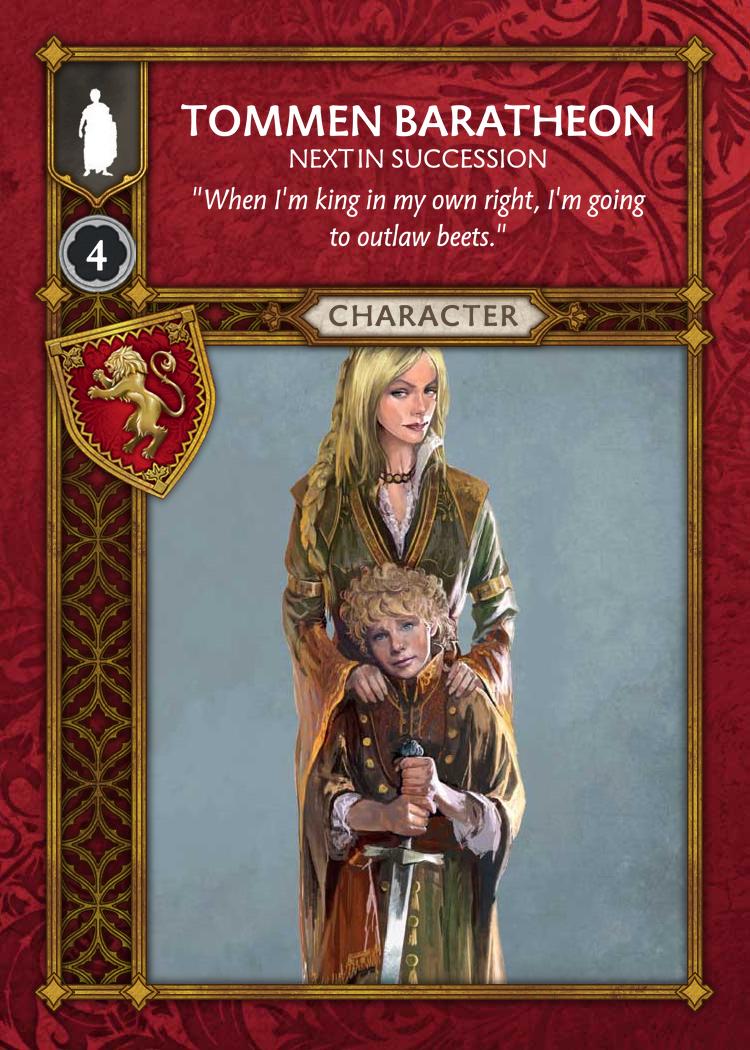 TOMMEN BARATHEON
NEXT IN SUCCESSION
"When I'm king in my own right, I'm going
to outlaw beets."
4
CHARACTER